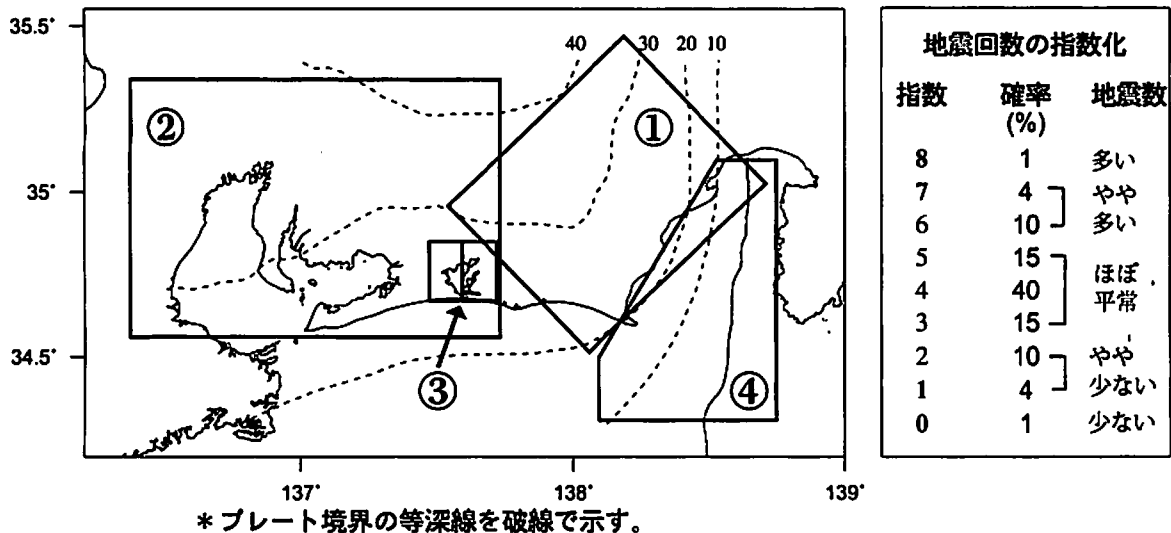 35.5°
35°
34.5°
137°
138°
139°
40
30
20
10
①
②
③
④
＊プレート境界の等深線を破線で示す。
地震回数の指数化
指数 確率 (%) 地震数
8 1 多い
7 4 やや
6 10 多い
5 15 ほぼ
4 40 平常
3 15
2 10 やや
1 4 少ない
0 1 少ない